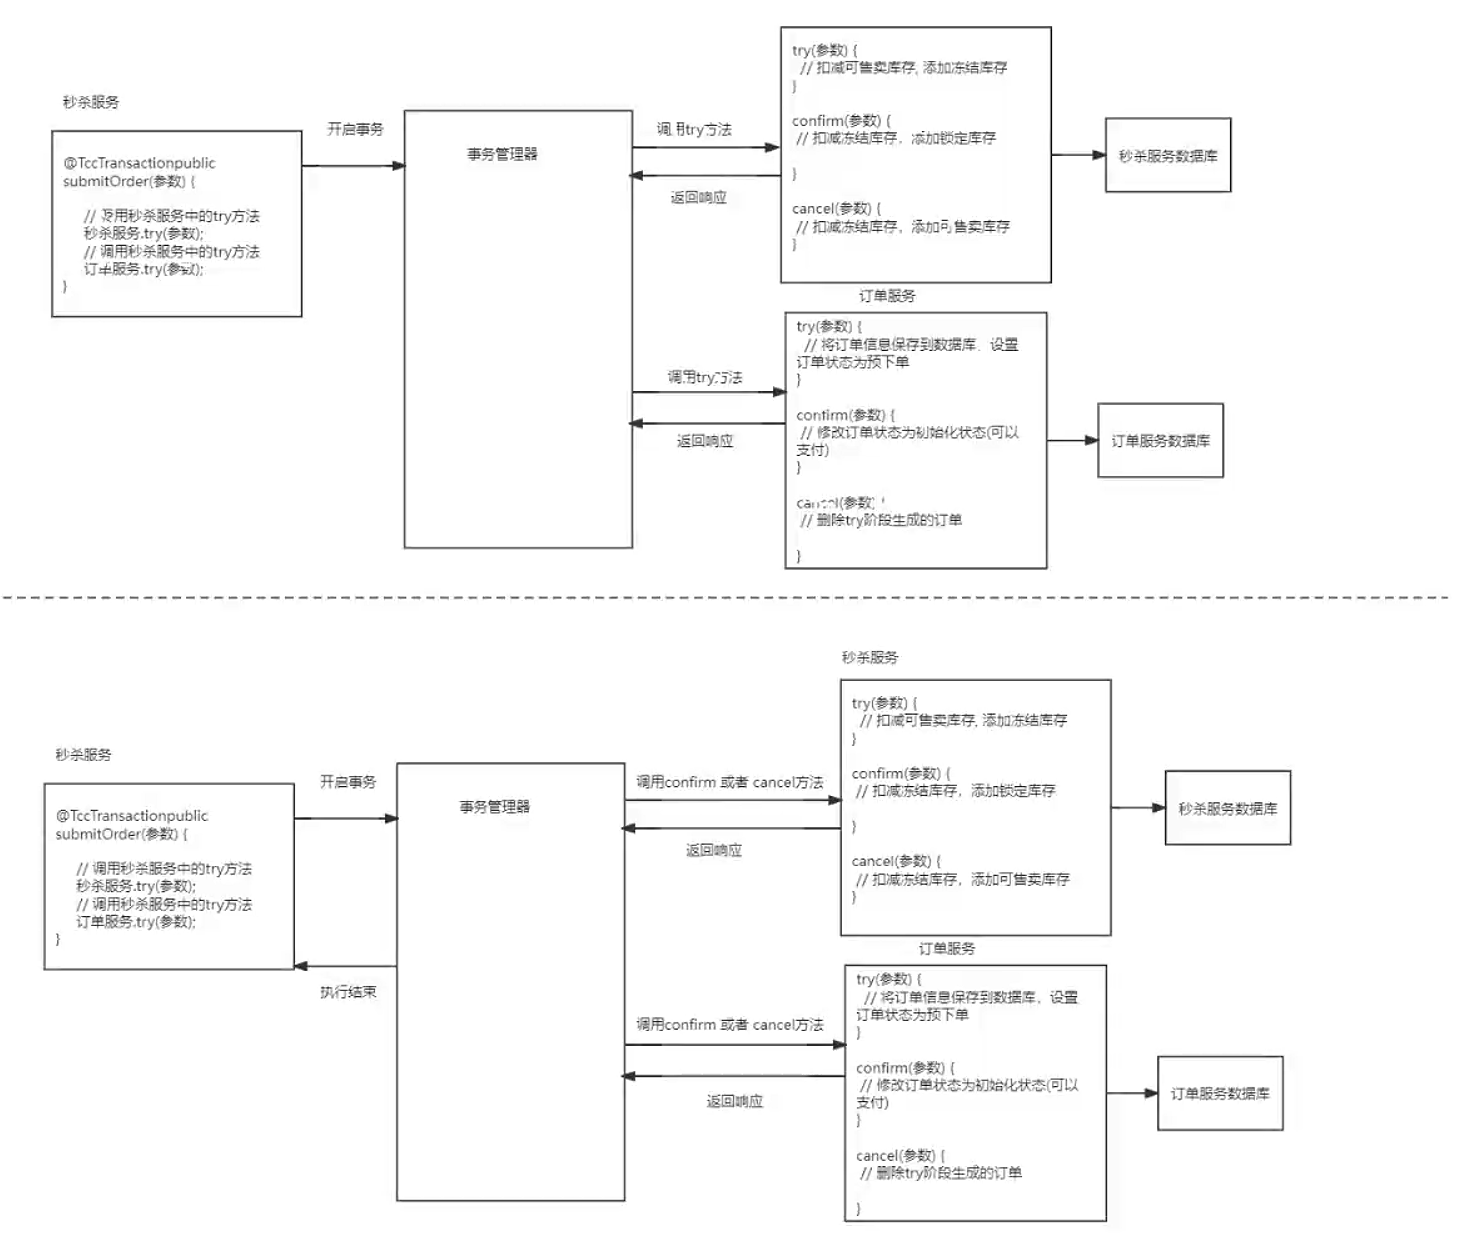 秒杀服务
@TccTransactionpublic
submitOrder(参数) {
// 调用秒杀服务中的try方法
秒杀服务.try(参数);
// 调用秒杀服务中的try方法
订单服务.try(参数);
}
开启事务
事务管理器
调用try方法
返回响应
try(参数) {
// 扣减可售卖库存, 添加冻结库存
}
confirm(参数) {
// 扣减冻结库存，添加锁定库存
}
cancel(参数) {
// 扣减冻结库存，添加可售卖库存
}
秒杀服务数据库
订单服务
调用try方法
返回响应
try(参数) {
// 将订单信息保存到数据库、设置
订单状态为预下单
}
confirm(参数) {
// 修改订单状态为初始化状态(可以
支付)
}
cancel(参数) {
// 删除try阶段生成的订单
}
订单服务数据库
秒杀服务
@TccTransactionpublic
submitOrder(参数) {
// 调用秒杀服务中的try方法
秒杀服务.try(参数);
// 调用秒杀服务中的try方法
订单服务.try(参数);
}
开启事务
执行结束
事务管理器
秒杀服务
调用confirm 或者 cancel方法
返回响应
try(参数) {
// 扣减可售卖库存, 添加冻结库存
}
confirm(参数) {
// 扣减冻结库存，添加锁定库存
}
cancel(参数) {
// 扣减冻结库存，添加可售卖库存
}
秒杀服务数据库
订单服务
调用confirm 或者 cancel方法
返回响应
try(参数) {
// 将订单信息保存到数据库、设置
订单状态为预下单
}
confirm(参数) {
// 修改订单状态为初始化状态(可以
支付)
}
cancel(参数) {
// 删除try阶段生成的订单
}
订单服务数据库